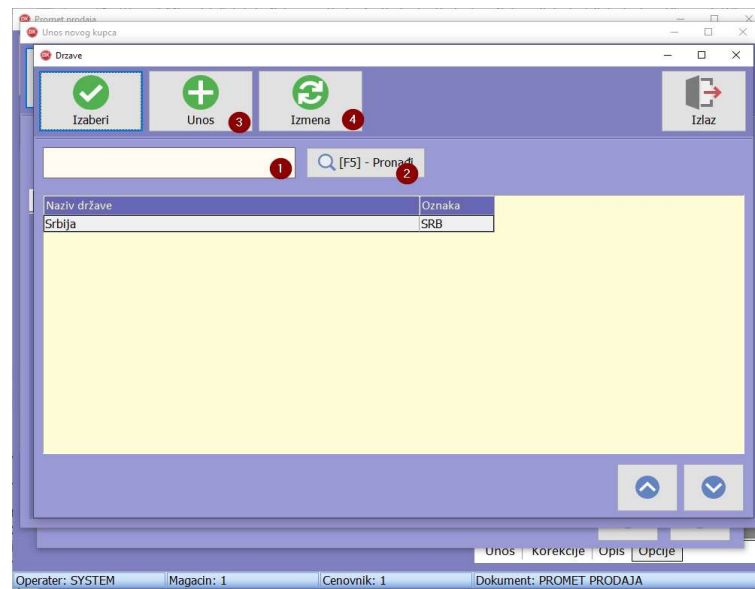 Promet prodaja
Unos novog kupca
Drzave
Izaberi
Unos 3
Izmena 4
Izlaz
1
[F5] - Pronađi
2
Naziv države Oznaka
Srbija SRB
Unos Korekcije Opis Opcije
Operater: SYSTEM Magacin: 1 Cenovnik: 1 Dokument: PROMET PRODAJA